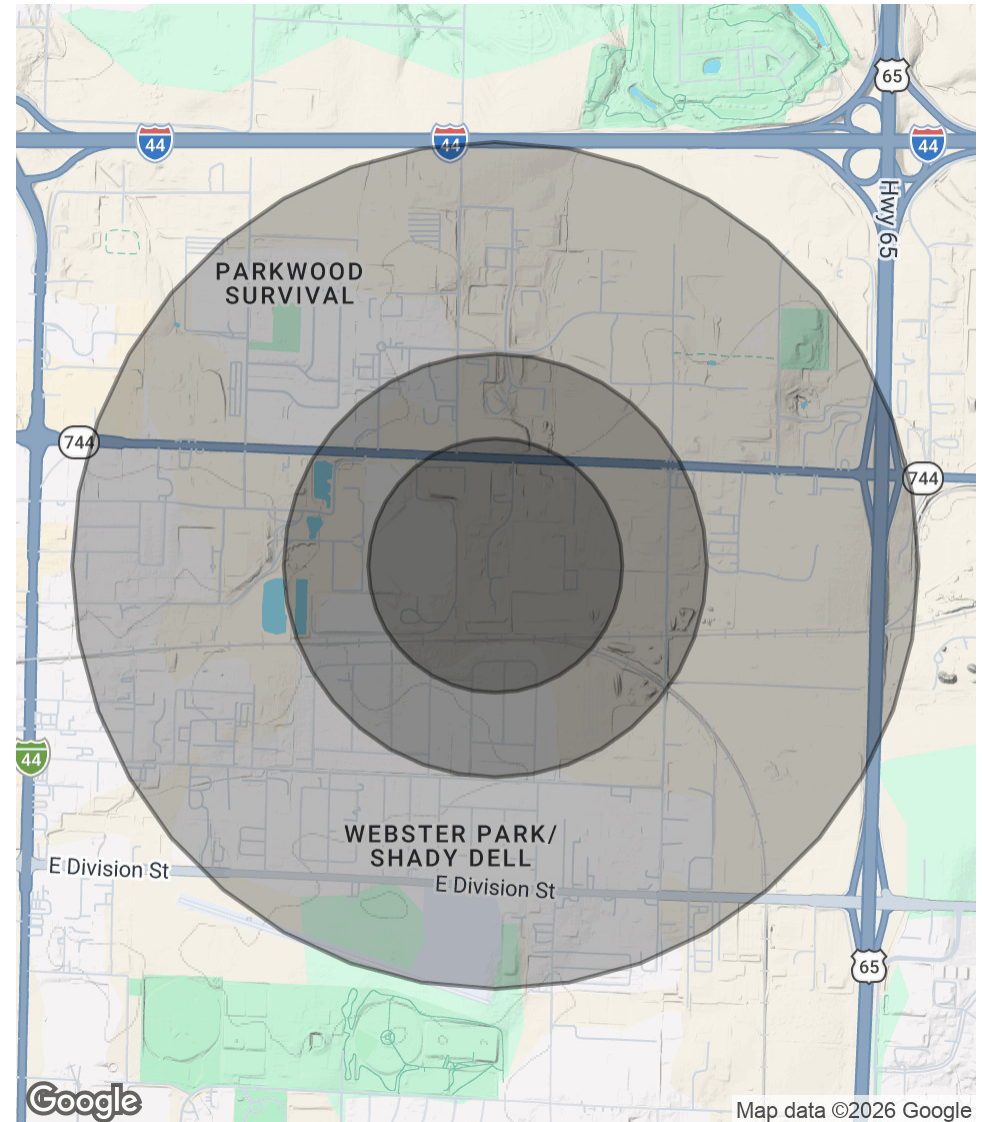 65
44
44
44
Hwy 65
PARKWOOD
SURVIVAL
744
744
44
WEBSTER PARK/
SHADY DELL
E Division St
E Division St
65
Google
Map data ©2026 Google